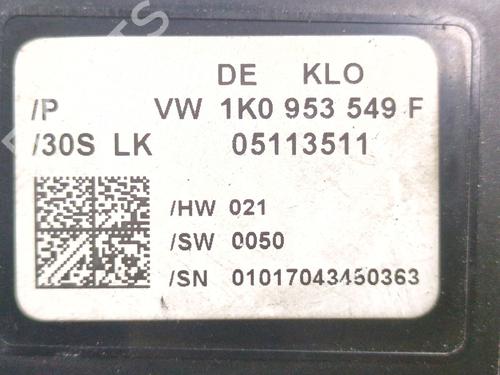 DE KLO
/P VW 1K0 953 549 F
/30S LK 05113511
/HW 021
/SW 0050
/SN 01017043450363